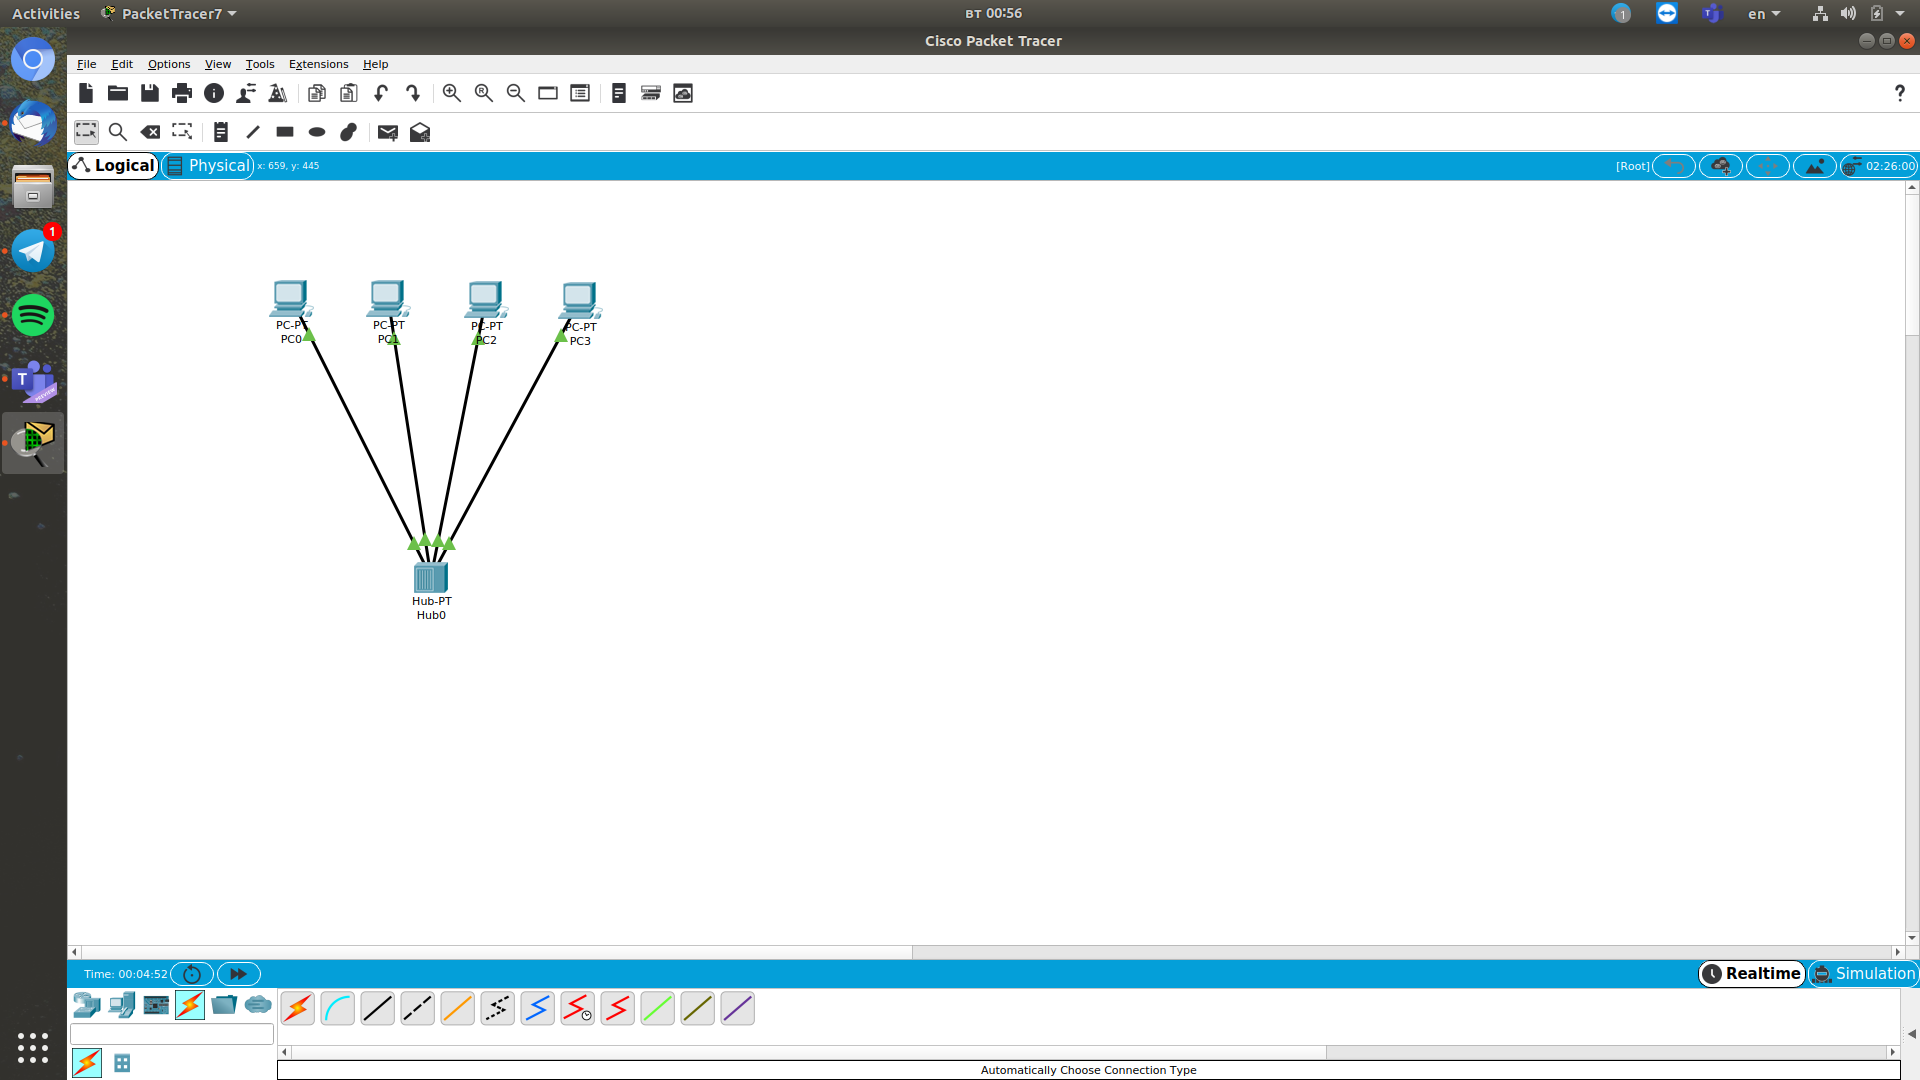 Activities PacketTracer7 вт 00:56 1 en
Cisco Packet Tracer
File Edit Options View Tools Extensions Help
?
Logical Physical x: 659, y: 445 [Root] 02:26:00
1
PC-PT PC-PT PC-PT PC-PT
PC0 PC1 PC2 PC3
Hub-PT
Hub0
Time: 00:04:52 Realtime Simulation
Automatically Choose Connection Type